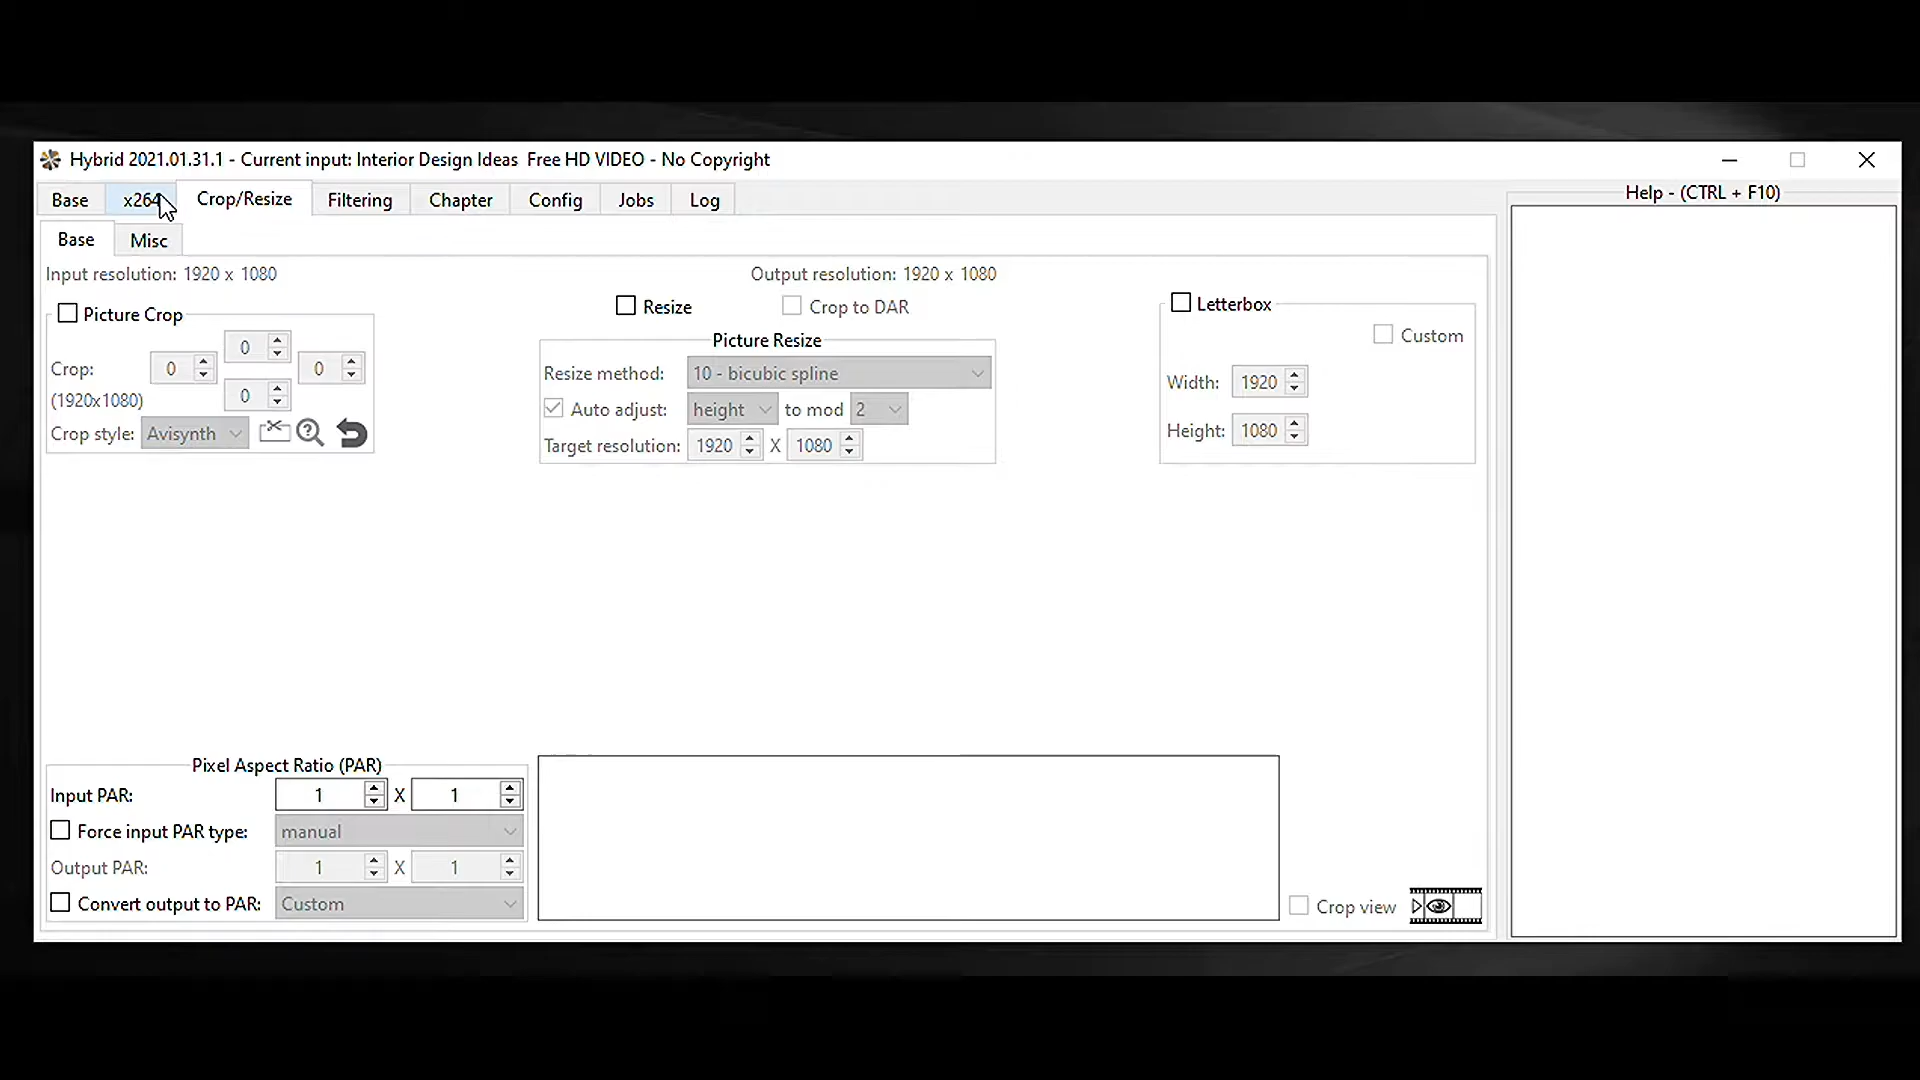 Hybrid 2021.01.31.1 - Current input: Interior Design Ideas  Free HD VIDEO - No Copyright
Base x264 Crop/Resize Filtering Chapter Config Jobs Log
Help - (CTRL + F10)
Base Misc
Input resolution: 1920 x 1080
Output resolution: 1920 x 1080
Picture Crop
Crop: 0 0 0 0
(1920x1080)
Crop style: Avisynth
Resize Crop to DAR
Picture Resize
Resize method: 10 - bicubic spline
Auto adjust: height to mod 2
Target resolution: 1920 X 1080
Letterbox
Custom
Width: 1920
Height: 1080
Pixel Aspect Ratio (PAR)
Input PAR: 1 X 1
Force input PAR type: manual
Output PAR: 1 X 1
Convert output to PAR: Custom
Crop view